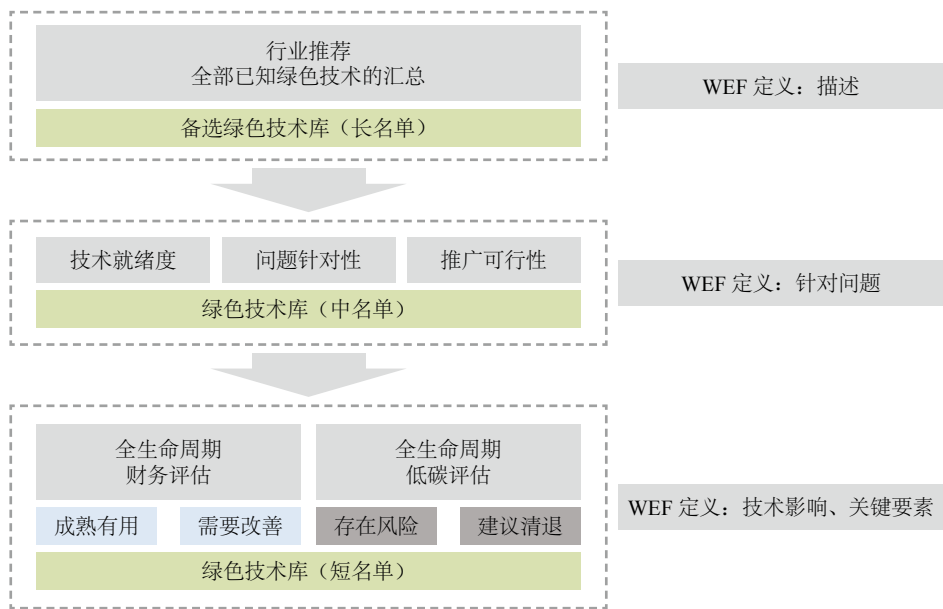 行业推荐
全部已知绿色技术的汇总
备选绿色技术库（长名单）
WEF 定义：描述
技术就绪度
问题针对性
推广可行性
绿色技术库（中名单）
WEF 定义：针对问题
全生命周期
财务评估
全生命周期
低碳评估
成熟有用
需要改善
存在风险
建议清退
绿色技术库（短名单）
WEF 定义：技术影响、关键要素